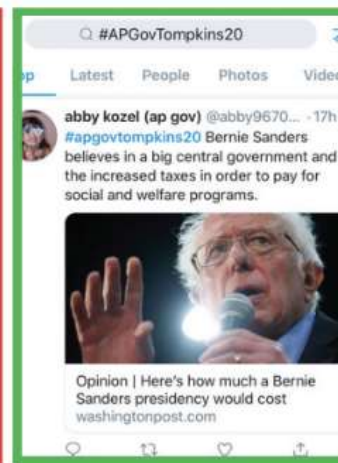 #APGovTompkins20
Latest People Photos
abby kozel (ap gov) @abby9670... · 17h
#apgovtompkins20 Bernie Sanders
believes in a big central government and
the increased taxes in order to pay for
social and welfare programs.
Opinion | Here's how much a Bernie
Sanders presidency would cost
washingtonpost.com